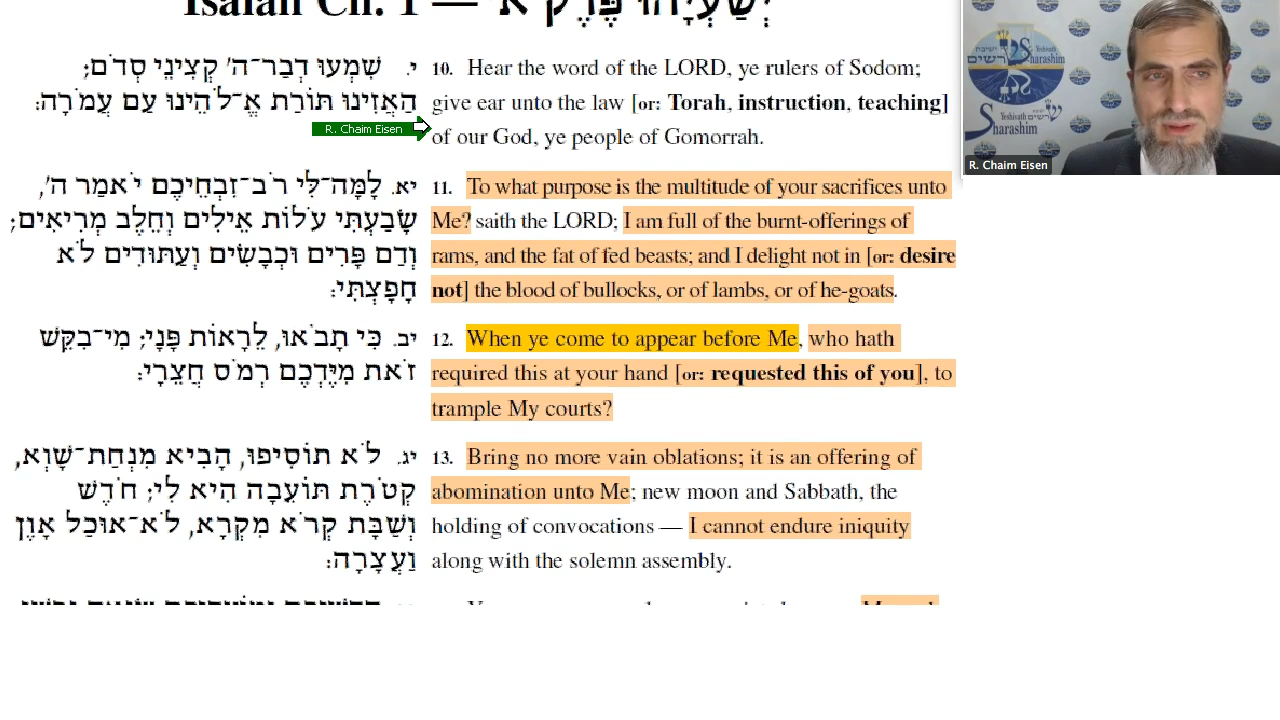 Isaiah Ch. 1 — יְשַׁעְיָהוּ פֶּרֶק א
י. שִׁמְעוּ דְבַר־ה' קְצִינֵי סְדֹם;
הַאֲזִינוּ תּוֹרַת אֱ־לֹהֵינוּ עַם עֲמֹרָה:
10. Hear the word of the LORD, ye rulers of Sodom;
give ear unto the law [or: Torah, instruction, teaching]
of our God, ye people of Gomorrah.
R. Chaim Eisen
יא. לָמָּה־לִּי רֹב־זִבְחֵיכֶם יֹאמַר ה',
שָׂבַעְתִּי עֹלוֹת אֵילִים וְחֵלֶב מְרִיאִים;
וְדַם פָּרִים וּכְבָשִׂים וְעַתּוּדִים לֹא
חָפָצְתִּי:
11. To what purpose is the multitude of your sacrifices unto
Me? saith the LORD; I am full of the burnt-offerings of
rams, and the fat of fed beasts; and I delight not in [or: desire
not] the blood of bullocks, or of lambs, or of he-goats.
יב. כִּי תָבֹאוּ, לֵרָאוֹת פָּנָי; מִי־בִקֵּשׁ
זֹאת מִיֶּדְכֶם רְמֹס חֲצֵרָי:
12. When ye come to appear before Me, who hath
required this at your hand [or: requested this of you], to
trample My courts?
יג. לֹא תוֹסִיפוּ, הָבִיא מִנְחַת־שָׁוְא,
קְטֹרֶת תּוֹעֵבָה הִיא לִי; חֹדֶשׁ
וְשַׁבָּת קְרֹא מִקְרָא, לֹא־אוּכַל אָוֶן
וַעֲצָרָה:
13. Bring no more vain oblations; it is an offering of
abomination unto Me; new moon and Sabbath, the
holding of convocations — I cannot endure iniquity
along with the solemn assembly.
Yeshivath
Sharashim
שרשים
Yeshivath שרשים
Sharashim
R. Chaim Eisen